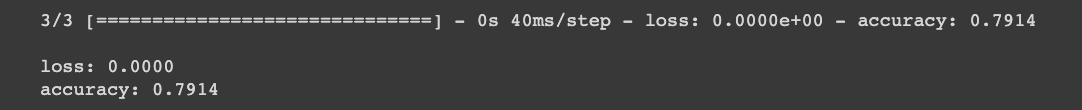 3/3 [==============================] - 0s 40ms/step - loss: 0.0000e+00 - accuracy: 0.7914
loss: 0.0000
accuracy: 0.7914